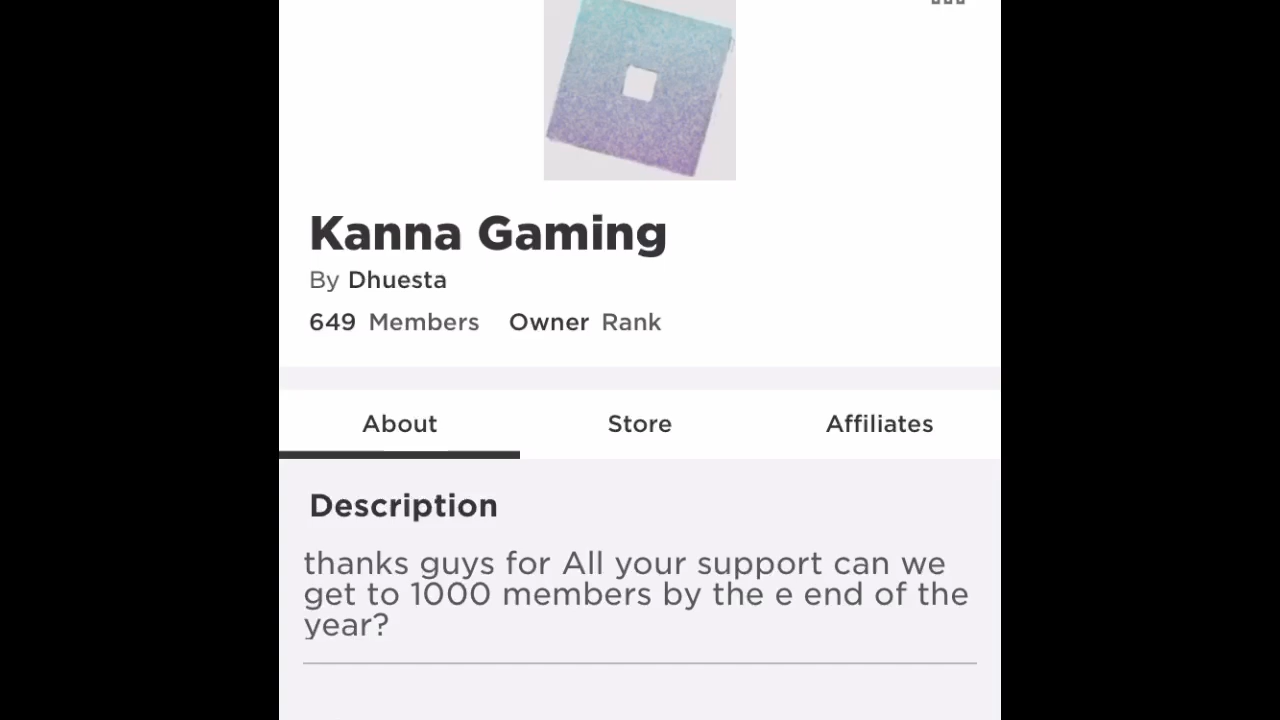 Kanna Gaming
By Dhuesta
649 Members Owner Rank
About Store Affiliates
Description
thanks guys for All your support can we
get to 1000 members by the e end of the
year?